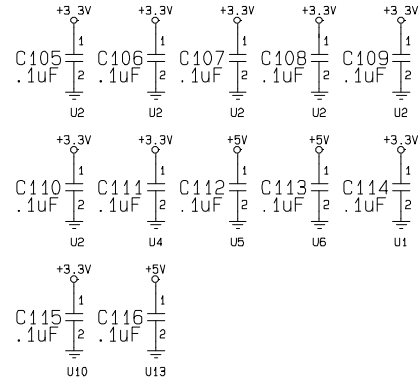 +3.3V +3.3V +3.3V +3.3V +3.3V
1 1 1 1 1
C105 C106 C107 C108 C109
.1uF .1uF .1uF .1uF .1uF
2 2 2 2 2
U2 U2 U2 U2 U2
+3.3V +3.3V +5V +5V +3.3V
1 1 1 1 1
C110 C111 C112 C113 C114
.1uF .1uF .1uF .1uF .1uF
2 2 2 2 2
U2 U4 U5 U6 U1
+3.3V +5V
1 1
C115 C116
.1uF .1uF
2 2
U10 U13